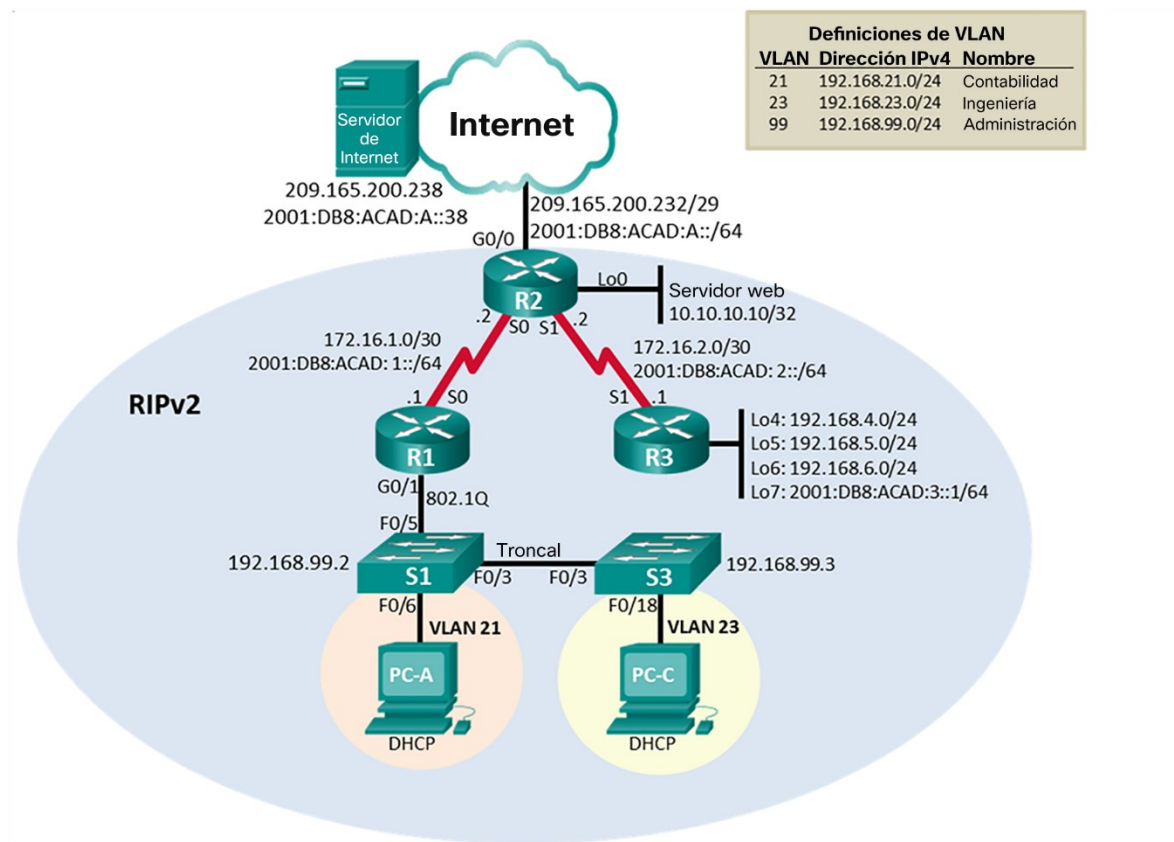 Definiciones de VLAN
VLAN Dirección IPv4 Nombre
21 192.168.21.0/24 Contabilidad
23 192.168.23.0/24 Ingeniería
99 192.168.99.0/24 Administración
Servidor
de
Internet
Internet
209.165.200.238
2001:DB8:ACAD:A::38
209.165.200.232/29
2001:DB8:ACAD:A::/64
G0/0
R2
Lo0
Servidor web
10.10.10.10/32
.2
S0
S1
.2
172.16.1.0/30
2001:DB8:ACAD: 1::/64
172.16.2.0/30
2001:DB8:ACAD: 2::/64
RIPv2
.1
S0
S1
.1
R1
R3
Lo4: 192.168.4.0/24
Lo5: 192.168.5.0/24
Lo6: 192.168.6.0/24
Lo7: 2001:DB8:ACAD:3::1/64
G0/1
802.1Q
F0/5
192.168.99.2
S1
Troncal
F0/3
F0/3
S3
192.168.99.3
F0/6
VLAN 21
F0/18
VLAN 23
PC-A
DHCP
PC-C
DHCP